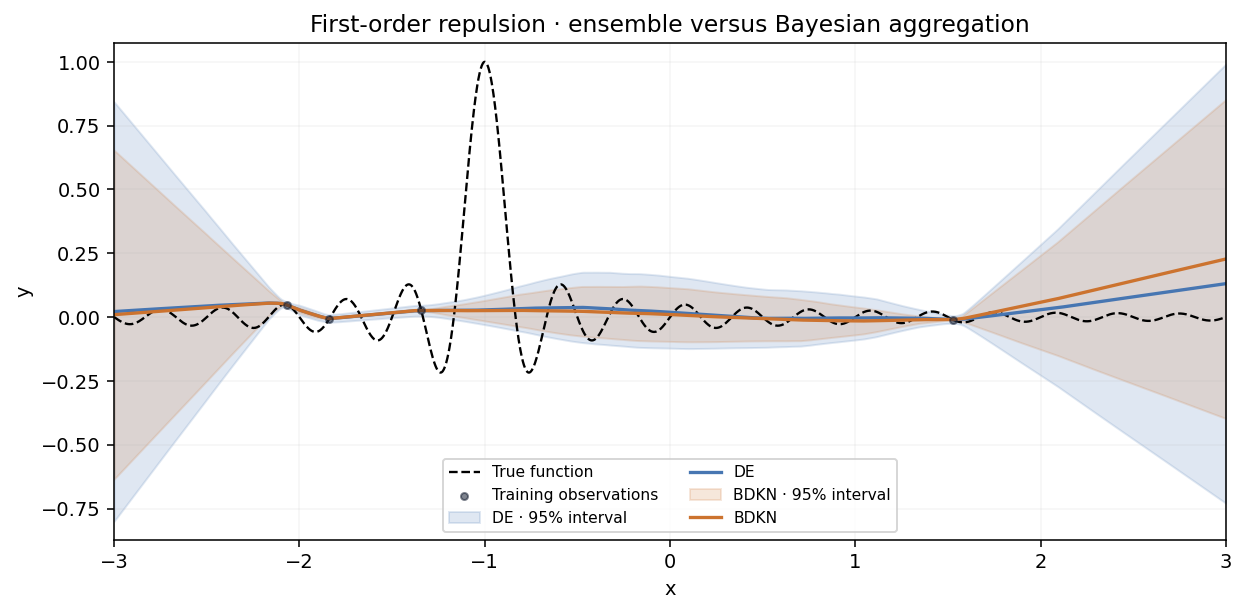 First-order repulsion · ensemble versus Bayesian aggregation
y
1.00
0.75
0.50
0.25
0.00
−0.25
−0.50
−0.75
True function
Training observations
DE · 95% interval
DE
BDKN · 95% interval
BDKN
−3
−2
−1
0
1
2
3
x